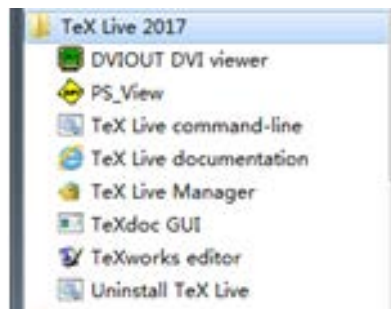 TeX Live 2017
DVIOUT DVI viewer
PS_View
TeX Live command-line
TeX Live documentation
TeX Live Manager
TeXdoc GUI
TeXworks editor
Uninstall TeX Live